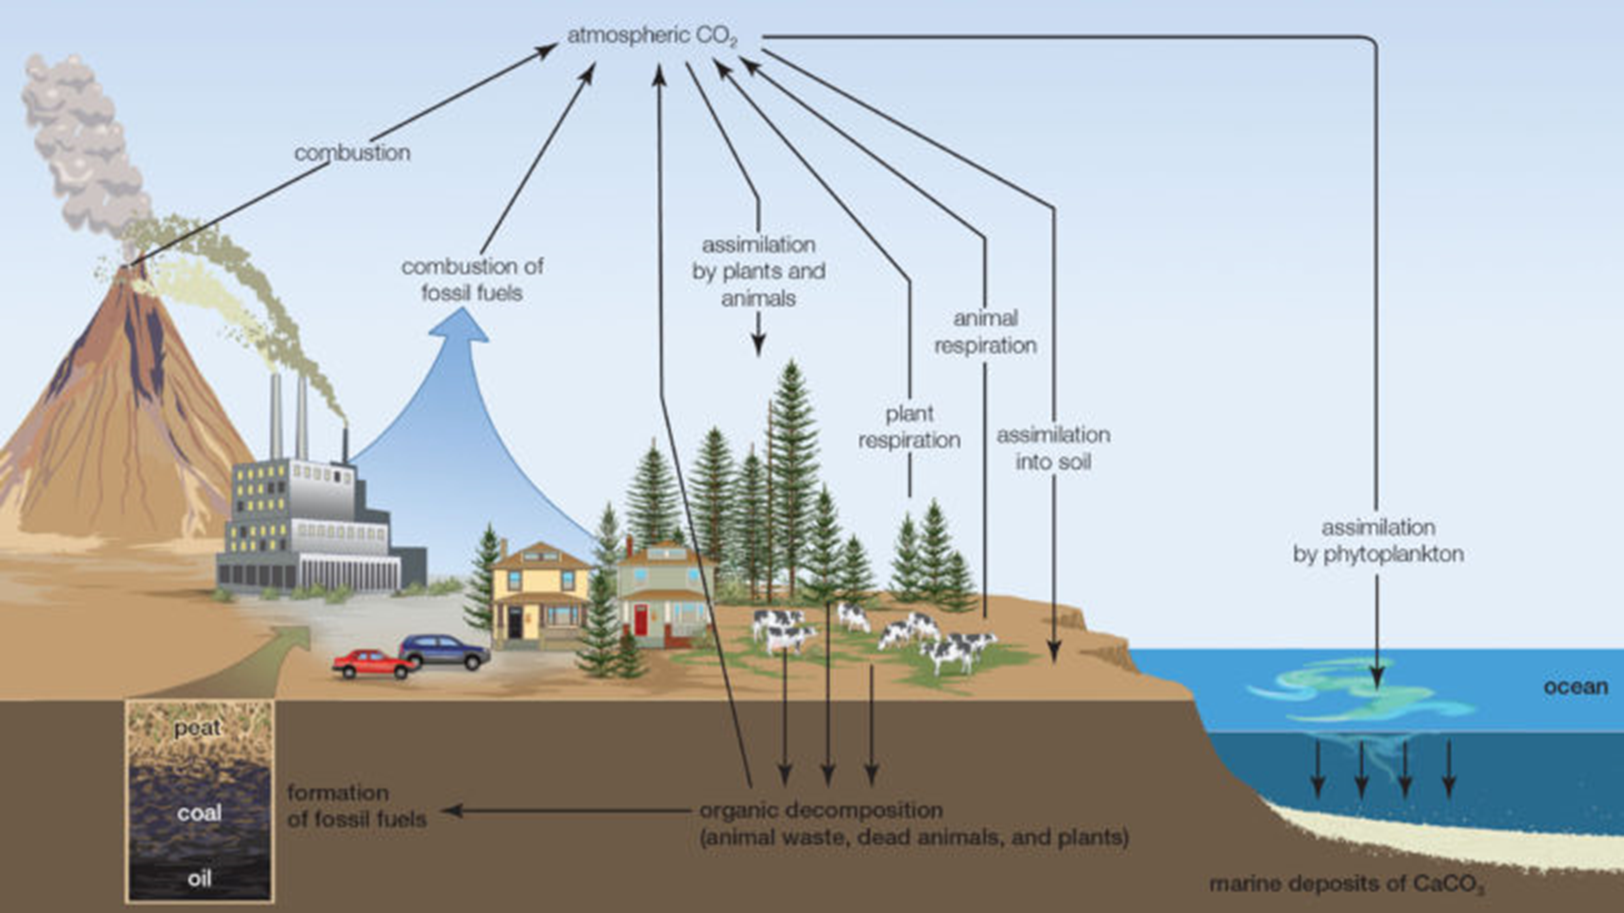 atmospheric CO₂
combustion
combustion of
fossil fuels
assimilation
by plants and
animals
animal
respiration
plant
respiration
assimilation
into soil
assimilation
by phytoplankton
ocean
peat
coal
oil
formation
of fossil fuels
organic decomposition
(animal waste, dead animals, and plants)
marine deposits of CaCO₃